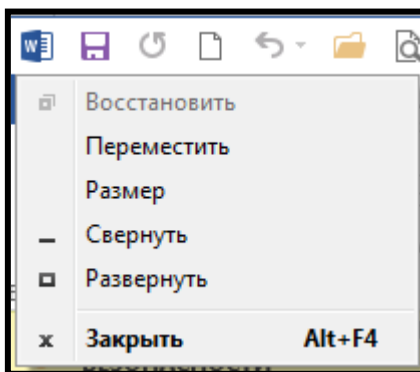 Восстановить
Переместить
Размер
Свернуть
Развернуть
Закрыть Alt+F4